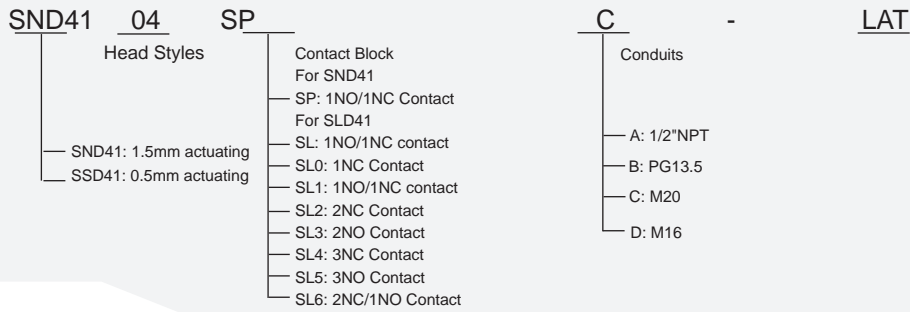 SND41 04 SP C - LAT
Head Styles
SND41: 1.5mm actuating
SSD41: 0.5mm actuating
Contact Block
For SND41
SP: 1NO/1NC Contact
For SLD41
SL: 1NO/1NC contact
SL0: 1NC Contact
SL1: 1NO/1NC contact
SL2: 2NC Contact
SL3: 2NO Contact
SL4: 3NC Contact
SL5: 3NO Contact
SL6: 2NC/1NO Contact
Conduits
A: 1/2"NPT
B: PG13.5
C: M20
D: M16